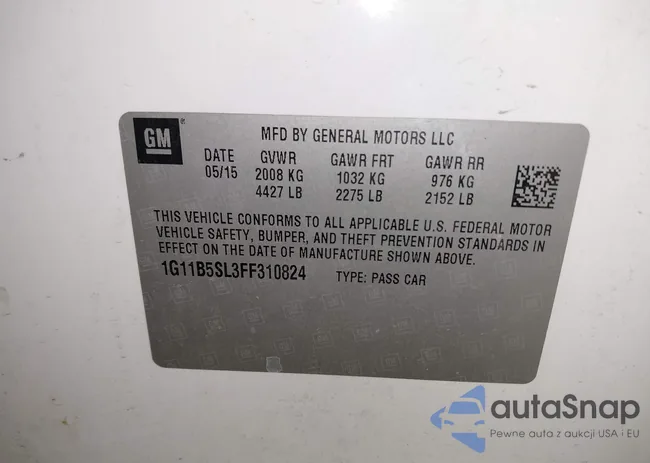 GM
MFD BY GENERAL MOTORS LLC
DATE GVWR GAWR FRT GAWR RR
05/15 2008 KG 1032 KG 976 KG
4427 LB 2275 LB 2152 LB
THIS VEHICLE CONFORMS TO ALL APPLICABLE U.S. FEDERAL MOTOR
VEHICLE SAFETY, BUMPER, AND THEFT PREVENTION STANDARDS IN
EFFECT ON THE DATE OF MANUFACTURE SHOWN ABOVE.
1G11B5SL3FF310824 TYPE: PASS CAR
autaSnap
Pewne auta z aukcji USA i EU